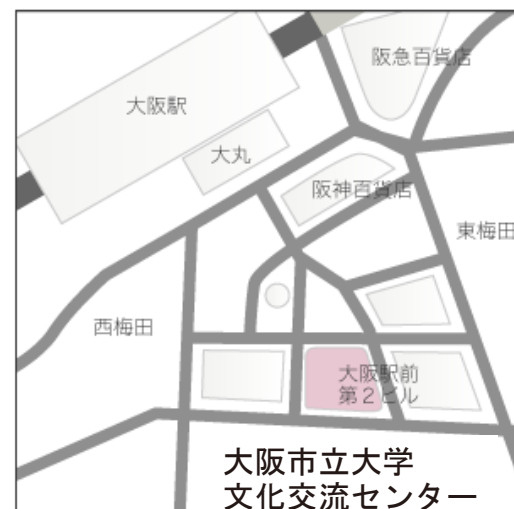 阪急百貨店
大阪駅
大丸
阪神百貨店
東梅田
西梅田
大阪駅前
第2ビル
大阪市立大学
文化交流センター